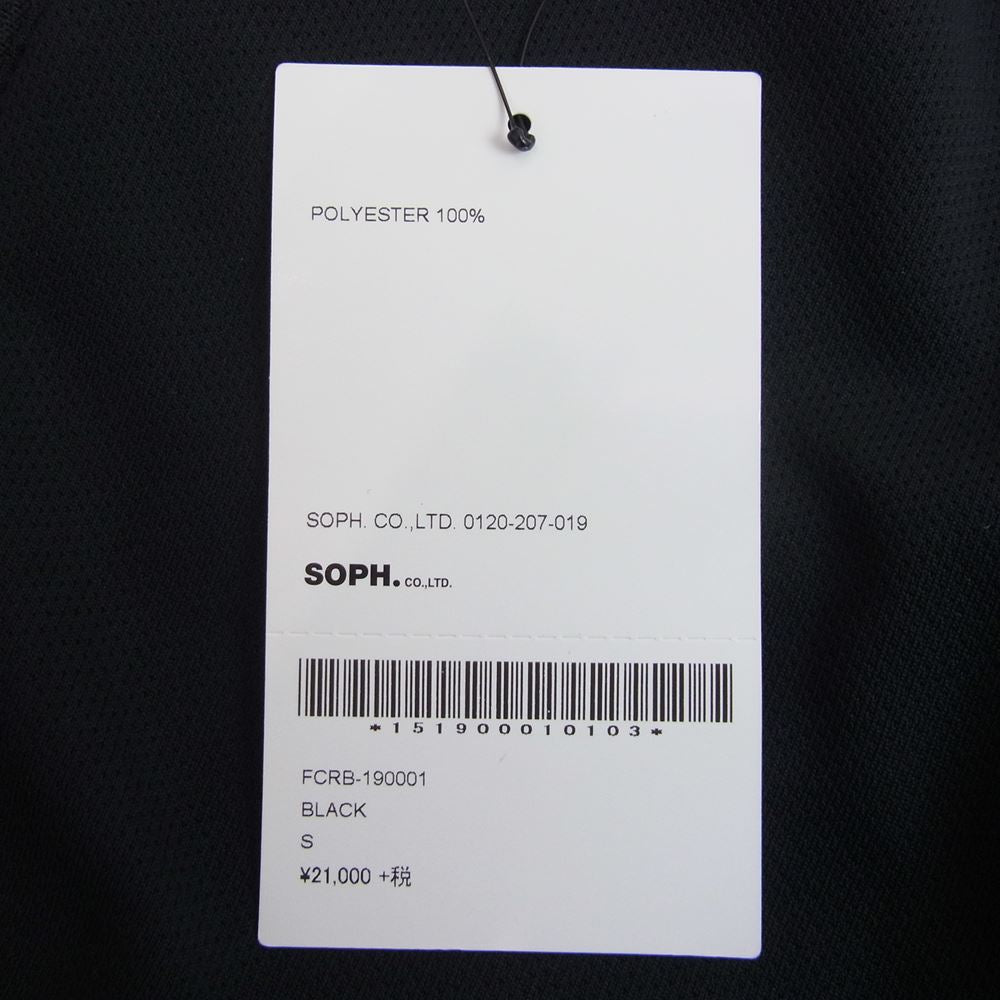 POLYESTER 100%
SOPH. CO.,LTD. 0120-207-019
SOPH. CO.,LTD.
*151900010103*
FCRB-190001
BLACK
S
¥21,000 +税